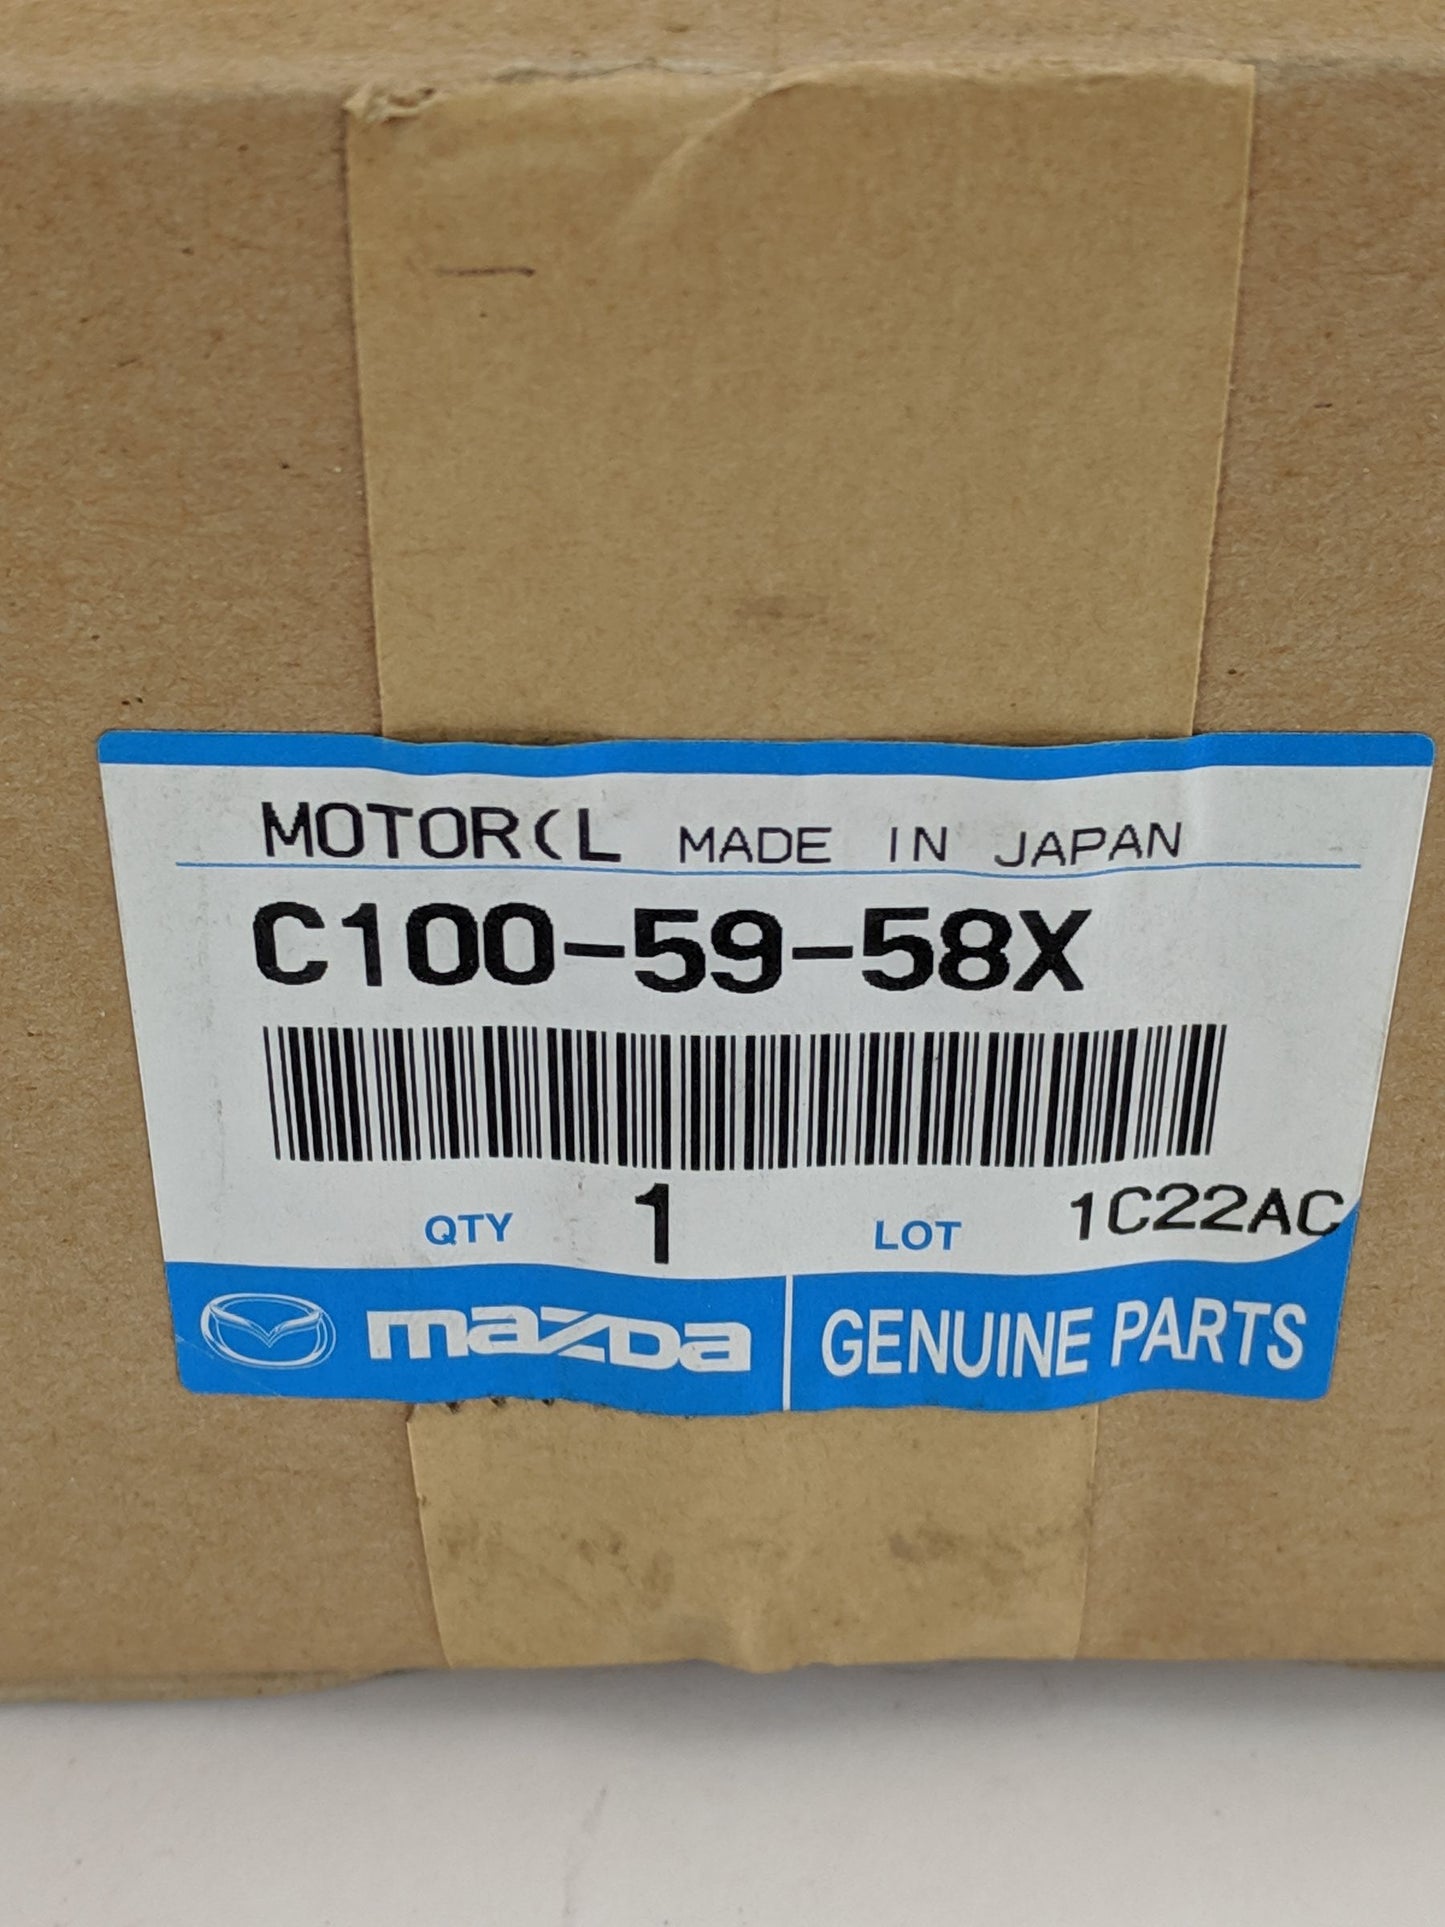 MOTOR(L MADE IN JAPAN
C100-59-58X
QTY 1 LOT 1C22AC
mazda GENUINE PARTS